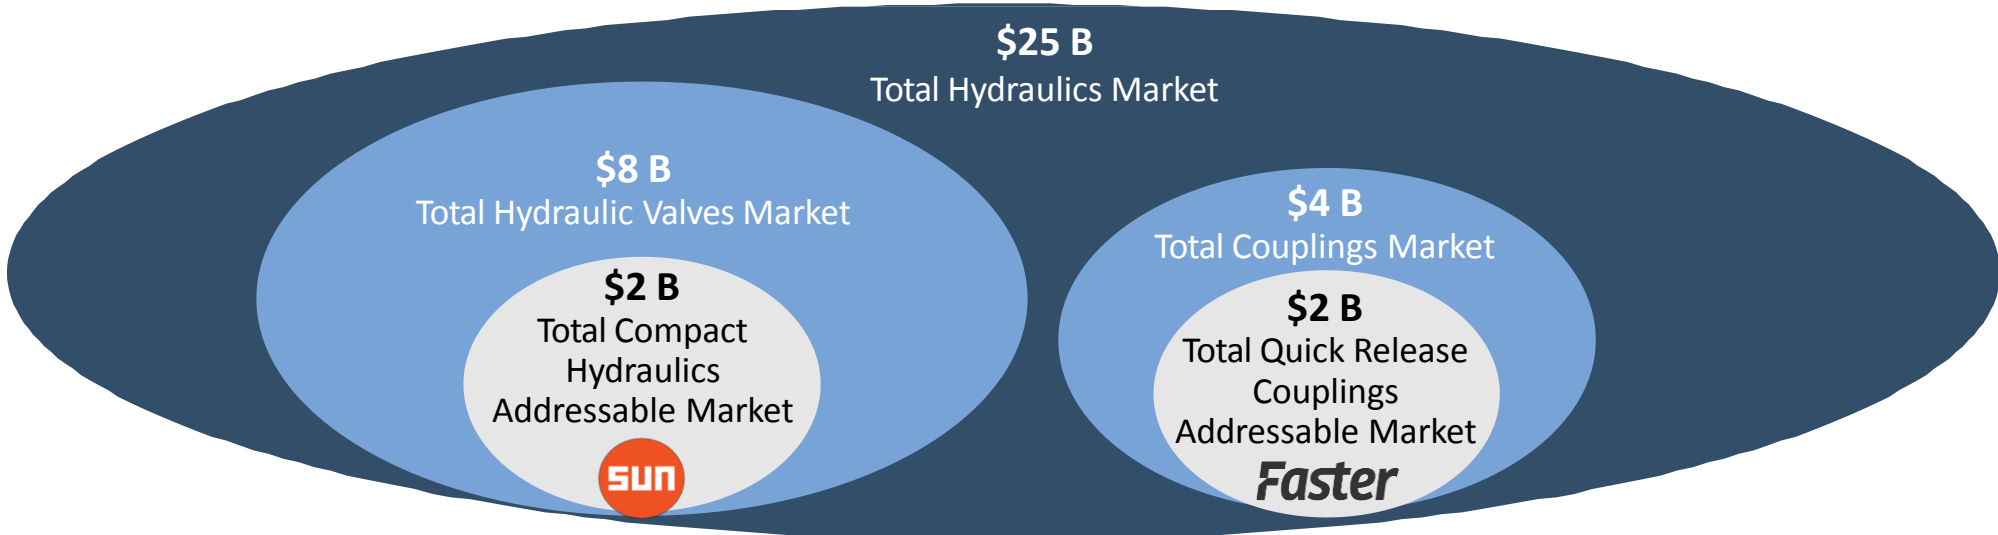 $25 B
Total Hydraulics Market
$8 B
Total Hydraulic Valves Market
$2 B
Total Compact
Hydraulics
Addressable Market
sun
$4 B
Total Couplings Market
$2 B
Total Quick Release
Couplings
Addressable Market
Faster